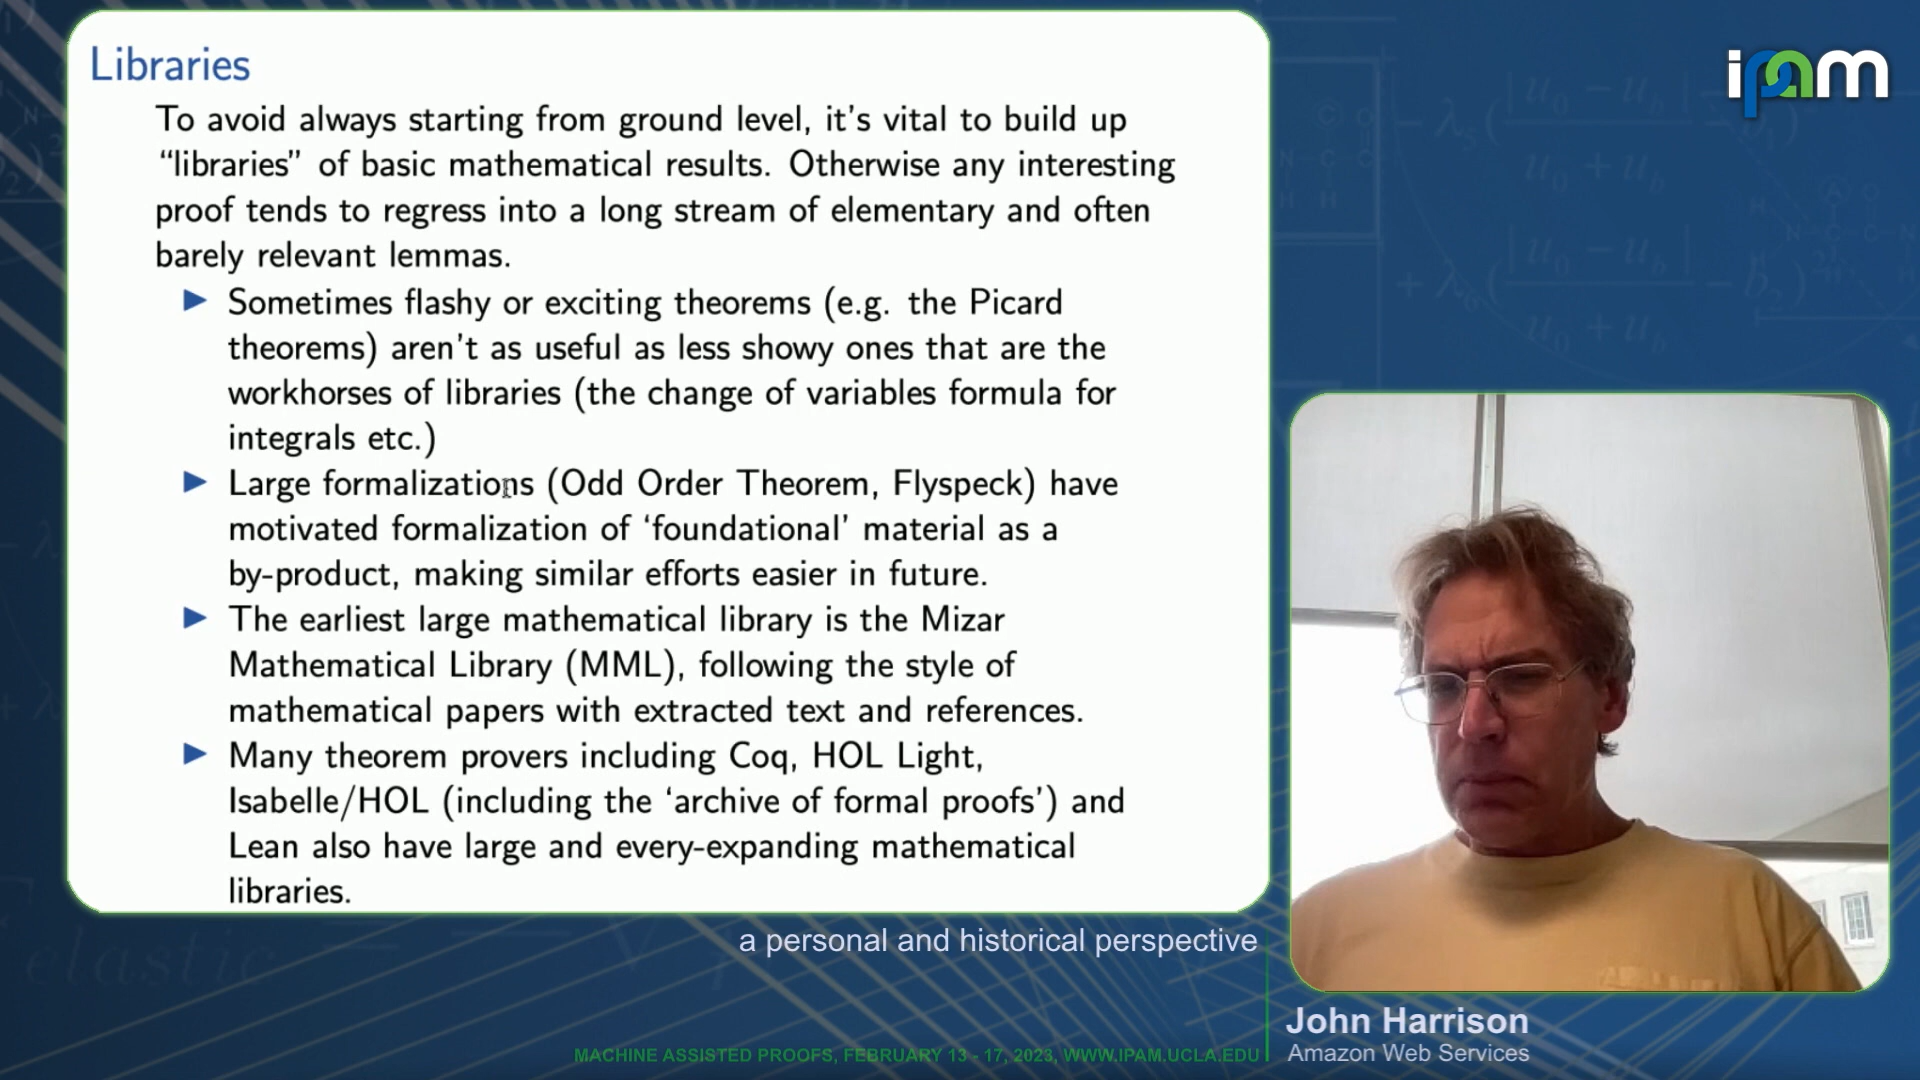 Libraries
To avoid always starting from ground level, it's vital to build up
“libraries” of basic mathematical results. Otherwise any interesting
proof tends to regress into a long stream of elementary and often
barely relevant lemmas.
▶ Sometimes flashy or exciting theorems (e.g. the Picard
theorems) aren't as useful as less showy ones that are the
workhorses of libraries (the change of variables formula for
integrals etc.)
▶ Large formalizations (Odd Order Theorem, Flyspeck) have
motivated formalization of ‘foundational’ material as a
by-product, making similar efforts easier in future.
▶ The earliest large mathematical library is the Mizar
Mathematical Library (MML), following the style of
mathematical papers with extracted text and references.
▶ Many theorem provers including Coq, HOL Light,
Isabelle/HOL (including the ‘archive of formal proofs’) and
Lean also have large and every-expanding mathematical
libraries.
ipam
a personal and historical perspective
John Harrison
Amazon Web Services
MACHINE ASSISTED PROOFS, FEBRUARY 13 - 17, 2023, WWW.IPAM.UCLA.EDU
elastic